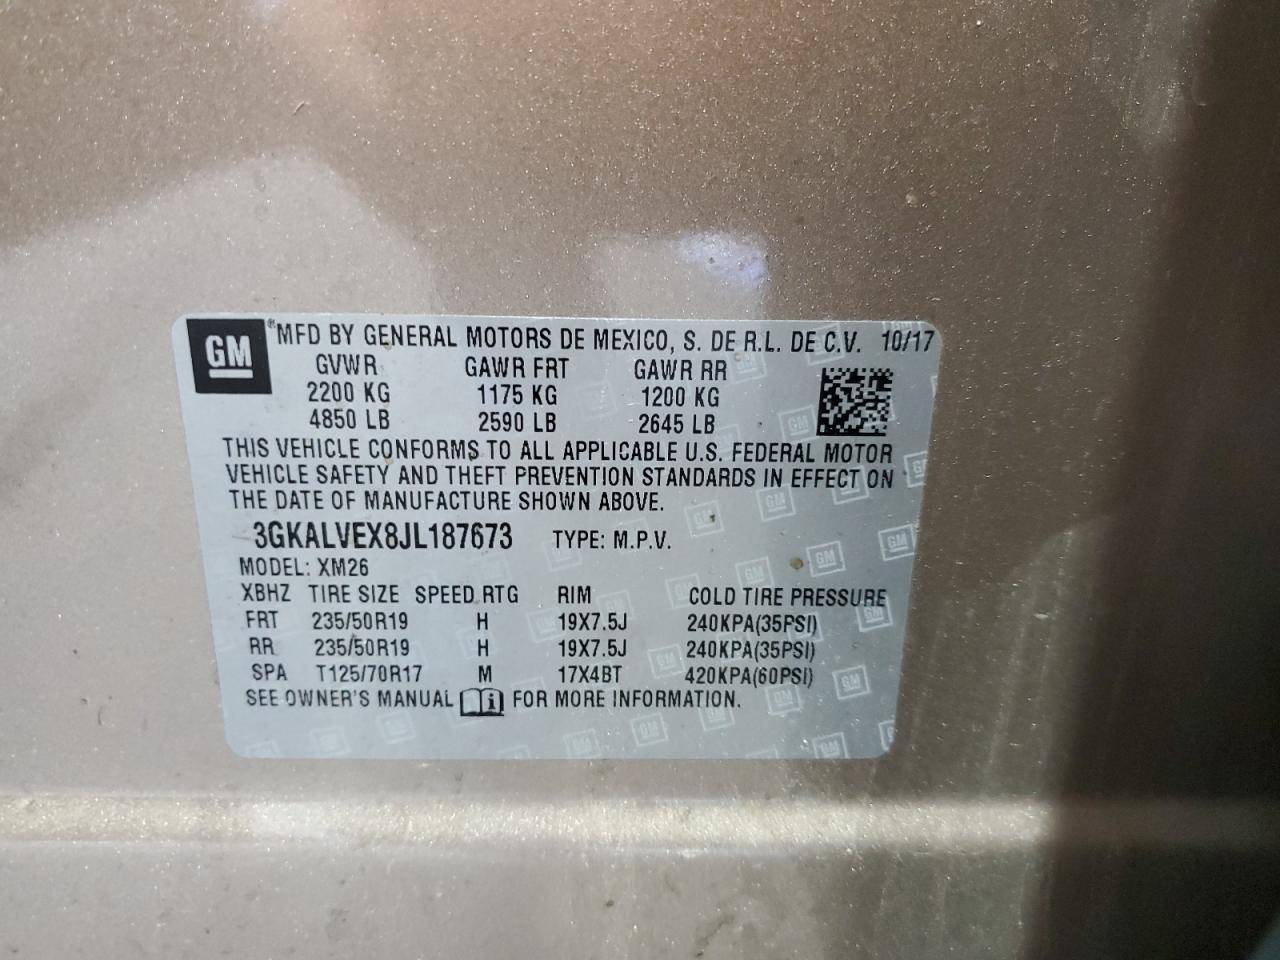 GM ® MFD BY GENERAL MOTORS DE MEXICO, S. DE R.L. DE C.V. 10/17
GVWR GAWR FRT GAWR RR
2200 KG 1175 KG 1200 KG
4850 LB 2590 LB 2645 LB
THIS VEHICLE CONFORMS TO ALL APPLICABLE U.S. FEDERAL MOTOR
VEHICLE SAFETY AND THEFT PREVENTION STANDARDS IN EFFECT ON
THE DATE OF MANUFACTURE SHOWN ABOVE.
3GKALVEX8JL187673 TYPE: M.P.V.
MODEL: XM26
XBHZ TIRE SIZE SPEED RTG RIM COLD TIRE PRESSURE
FRT 235/50R19 H 19X7.5J 240KPA(35PSI)
RR 235/50R19 H 19X7.5J 240KPA(35PSI)
SPA T125/70R17 M 17X4BT 420KPA(60PSI)
SEE OWNER'S MANUAL i FOR MORE INFORMATION.